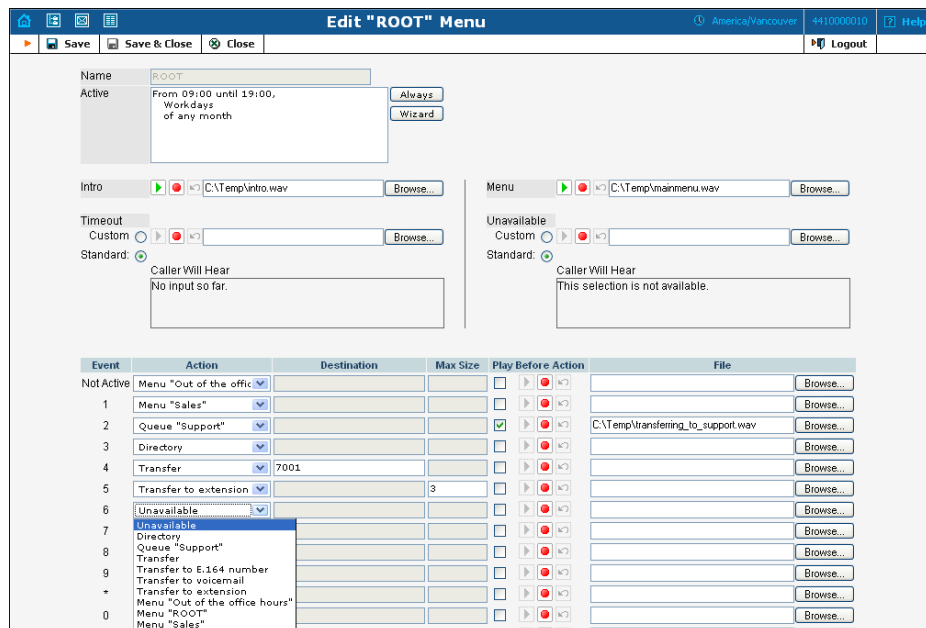 Edit "ROOT" Menu
America/Vancouver
4410000010
? Help
Save
Save & Close
Close
Logout
Name
ROOT
Active
From 09:00 until 19:00,
Workdays
of any month
Always
Wizard
Intro
C:\Temp\intro.wav
Browse...
Menu
C:\Temp\mainmenu.wav
Browse...
Timeout
Custom
Browse...
Standard:
Caller Will Hear
No input so far.
Unavailable
Custom
Browse...
Standard:
Caller Will Hear
This selection is not available.
Event Action Destination Max Size Play Before Action File
Not Active Menu "Out of the offic Browse...
1 Menu "Sales" Browse...
2 Queue "Support" C:\Temp\transferring_to_support.wav Browse...
3 Directory Browse...
4 Transfer 7001 Browse...
5 Transfer to extension 3 Browse...
6 Unavailable Browse...
7 Browse...
8 Browse...
9 Browse...
* Browse...
0 Browse...
Unavailable
Directory
Queue "Support"
Transfer
Transfer to E.164 number
Transfer to voicemail
Transfer to extension
Menu "Out of the office hours"
Menu "ROOT"
Menu "Sales"